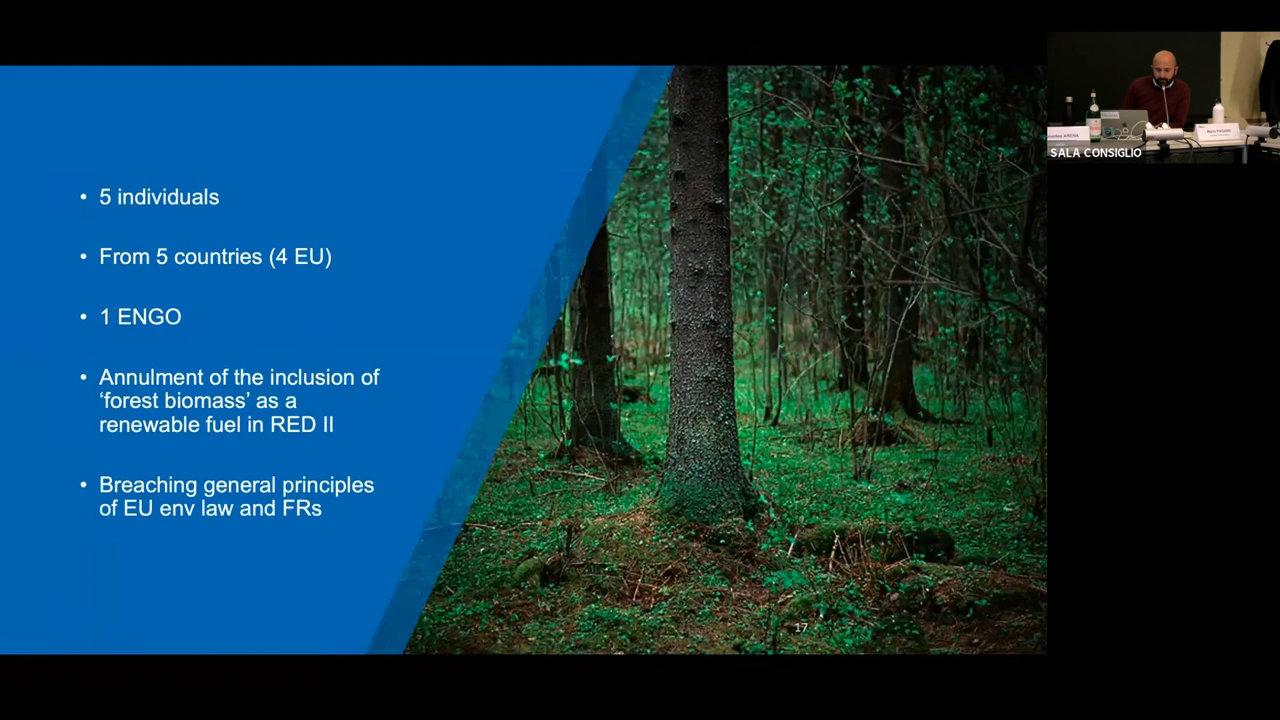 • 5 individuals
• From 5 countries (4 EU)
• 1 ENGO
• Annulment of the inclusion of
‘forest biomass’ as a
renewable fuel in RED II
• Breaching general principles
of EU env law and FRs
17
ARENA
SALA CONSIGLIO